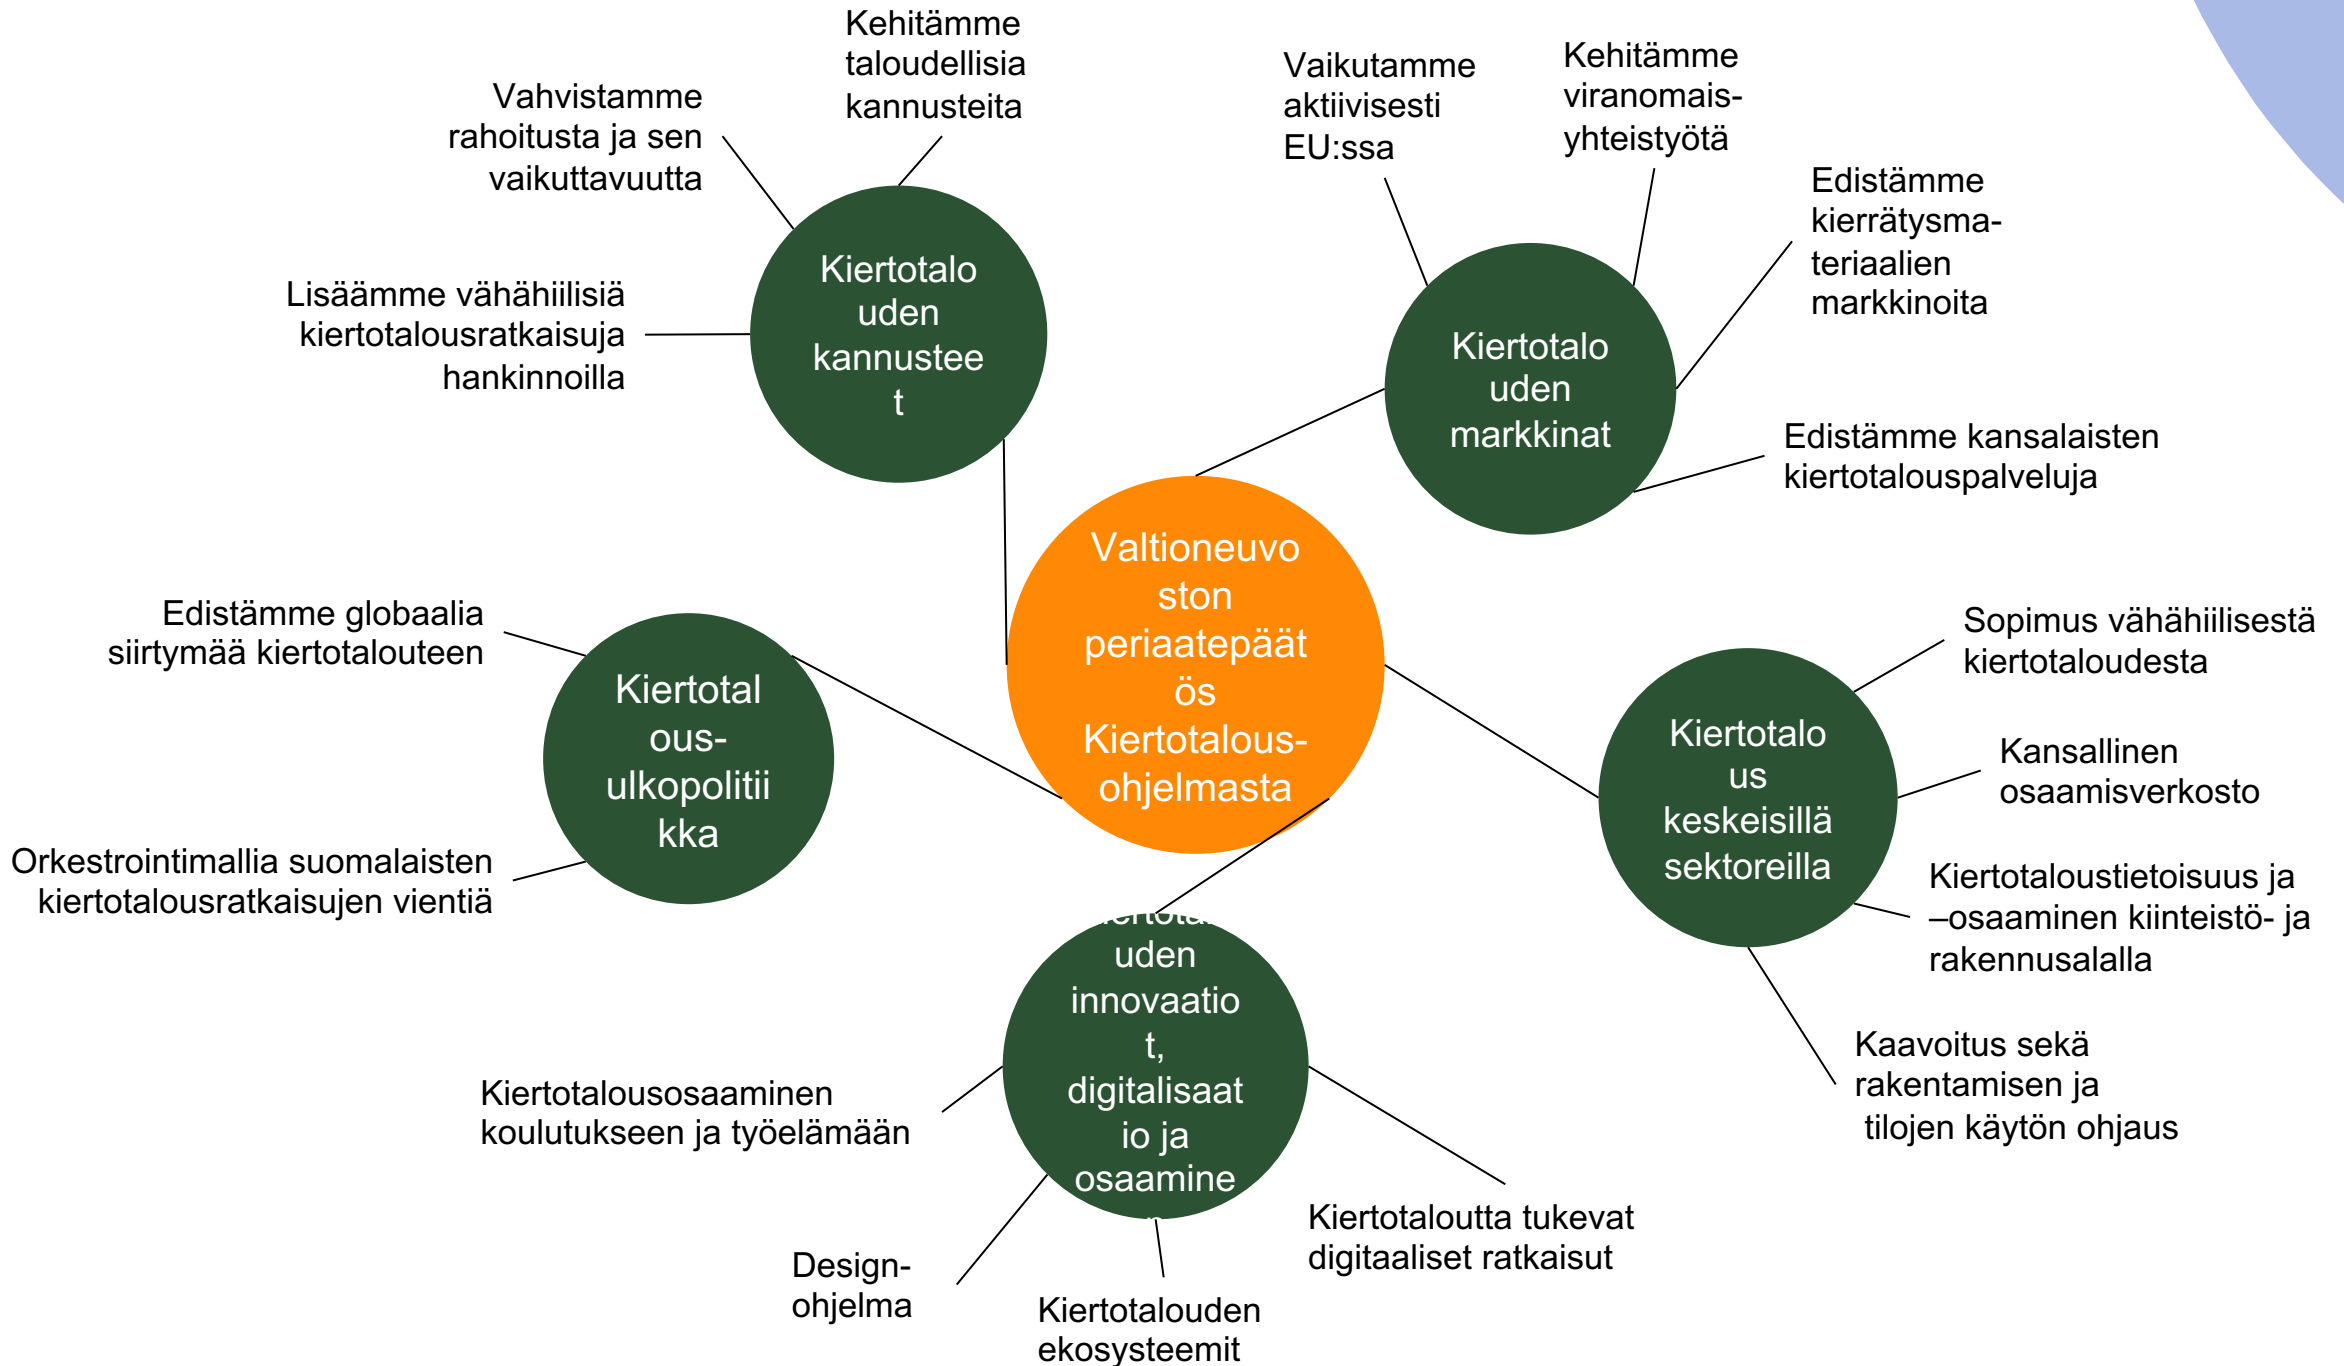 Kehitämme
taloudellisia
kannusteita
Vahvistamme
rahoitusta ja sen
vaikuttavuutta
Lisäämme vähähiilisiä
kiertotalousratkaisuja
hankinnoilla
Kiertotalo
uden
kannustee
t
Vaikutamme
aktiivisesti
EU:ssa
Kehitämme
viranomais-
yhteistyötä
Edistämme
kierrätysma-
teriaalien
markkinoita
Edistämme kansalaisten
kiertotalouspalveluja
Kiertotalo
uden
markkinat
Valtioneuvo
ston
periaatepäät
ös
Kiertotalous-
ohjelmasta
Edistämme globaalia
siirtymää kiertotalouteen
Kiertotal
ous-
ulkopolitii
kka
Orkestrointimallia suomalaisten
kiertotalousratkaisujen vientiä
Kiertotalo
us
keskeisillä
sektoreilla
Sopimus vähähiilisestä
kiertotaloudesta
Kansallinen
osaamisverkosto
Kiertotaloustietoisuus ja
–osaaminen kiinteistö- ja
rakennusalalla
Kaavoitus sekä
rakentamisen ja
tilojen käytön ohjaus
uden
innovaatio
t,
digitalisaat
io ja
osaamine
Kiertotalousosaaminen
koulutukseen ja työelämään
Design-
ohjelma
Kiertotalouden
ekosysteemit
Kiertotaloutta tukevat
digitaaliset ratkaisut